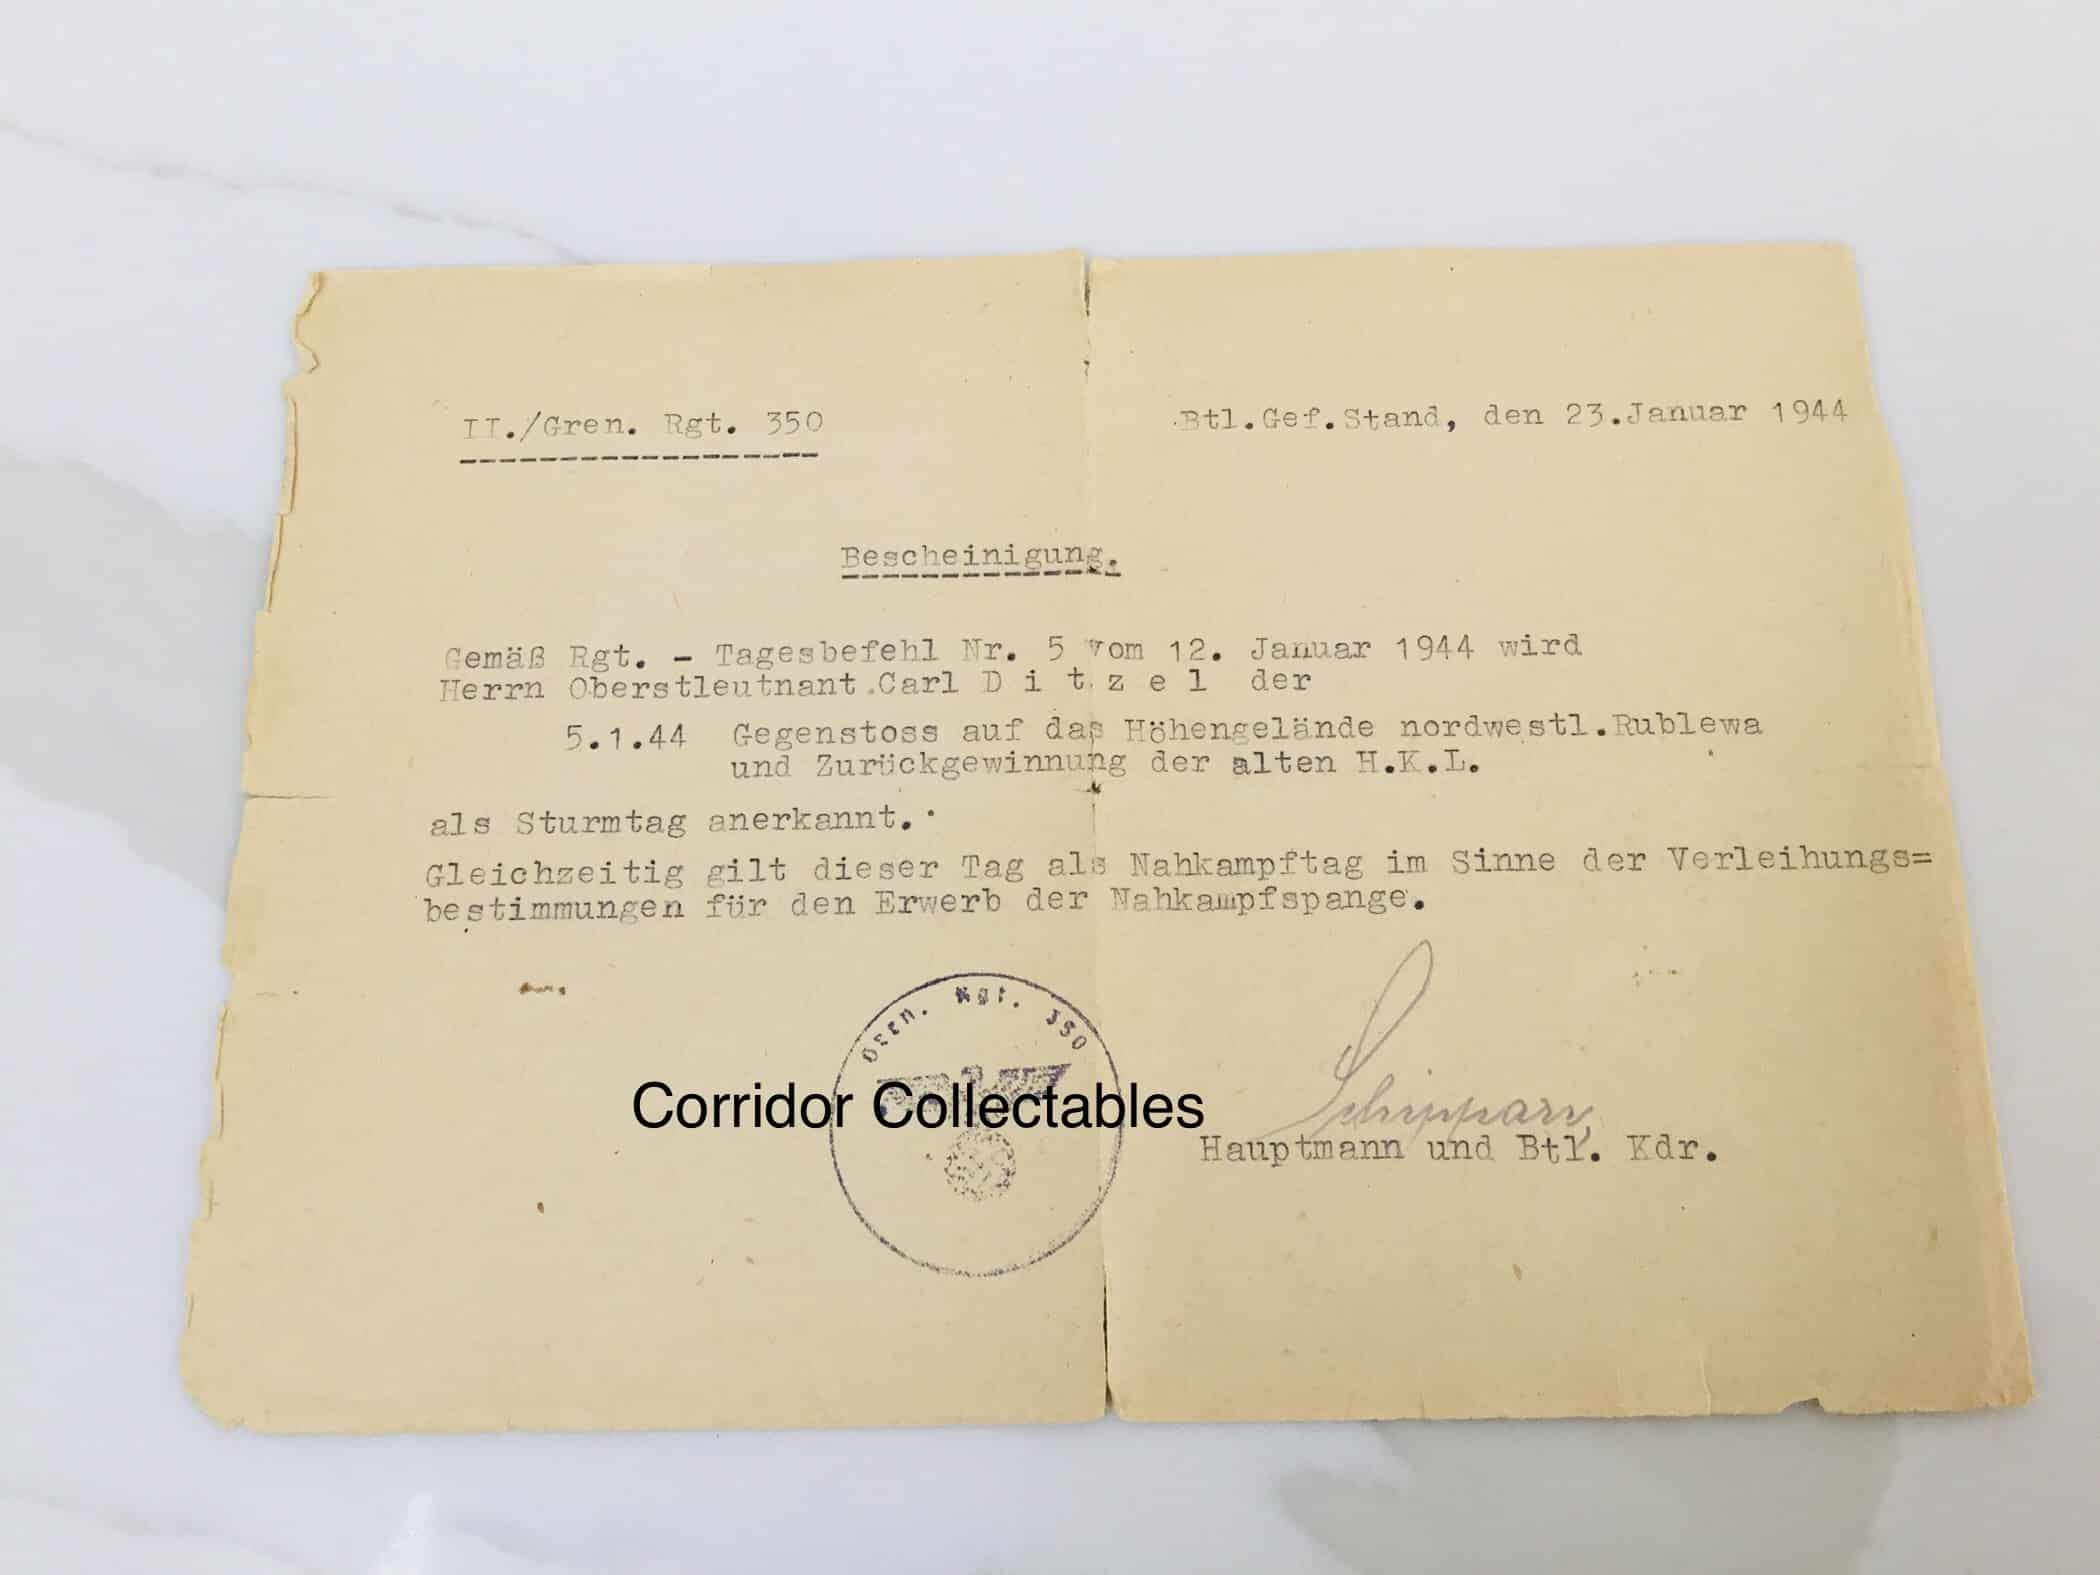 II./Gren. Rgt. 350
Btl.Gef.Stand, den 23.Januar 1944
Bescheinigung.
Gemäß Rgt. - Tagesbefehl Nr. 5 vom 12. Januar 1944 wird
Herrn Oberstleutnant Carl D i t z e l der
5.1.44 Gegenstoss auf das Höhengelände nordwestl.Rublewa
und Zurückgewinnung der alten H.K.L.
als Sturmtag anerkannt.
Gleichzeitig gilt dieser Tag als Nahkampftag im Sinne der Verleihungs=
bestimmungen für den Erwerb der Nahkampfspange.
Gren. Rgt. 350
Corridor Collectables
Hauptmann und Btl. Kdr.